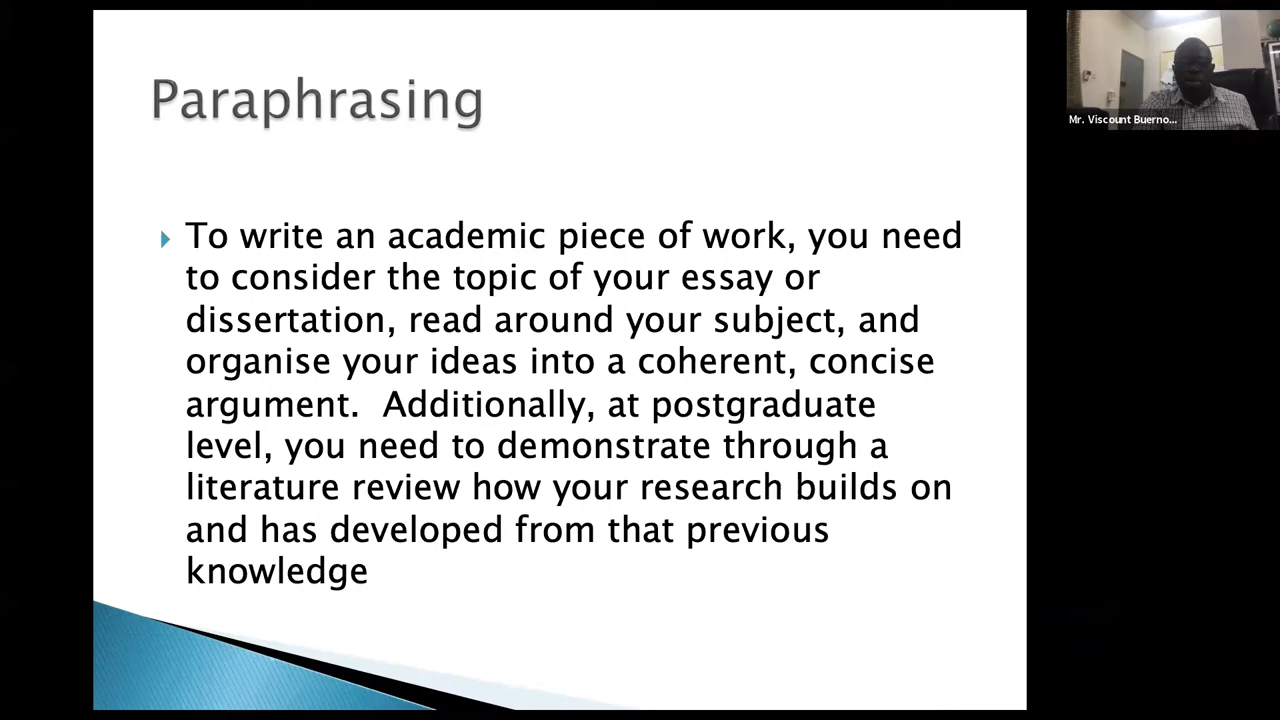 Paraphrasing
To write an academic piece of work, you need
to consider the topic of your essay or
dissertation, read around your subject, and
organise your ideas into a coherent, concise
argument.  Additionally, at postgraduate
level, you need to demonstrate through a
literature review how your research builds on
and has developed from that previous
knowledge
Mr. Viscount Buerno...